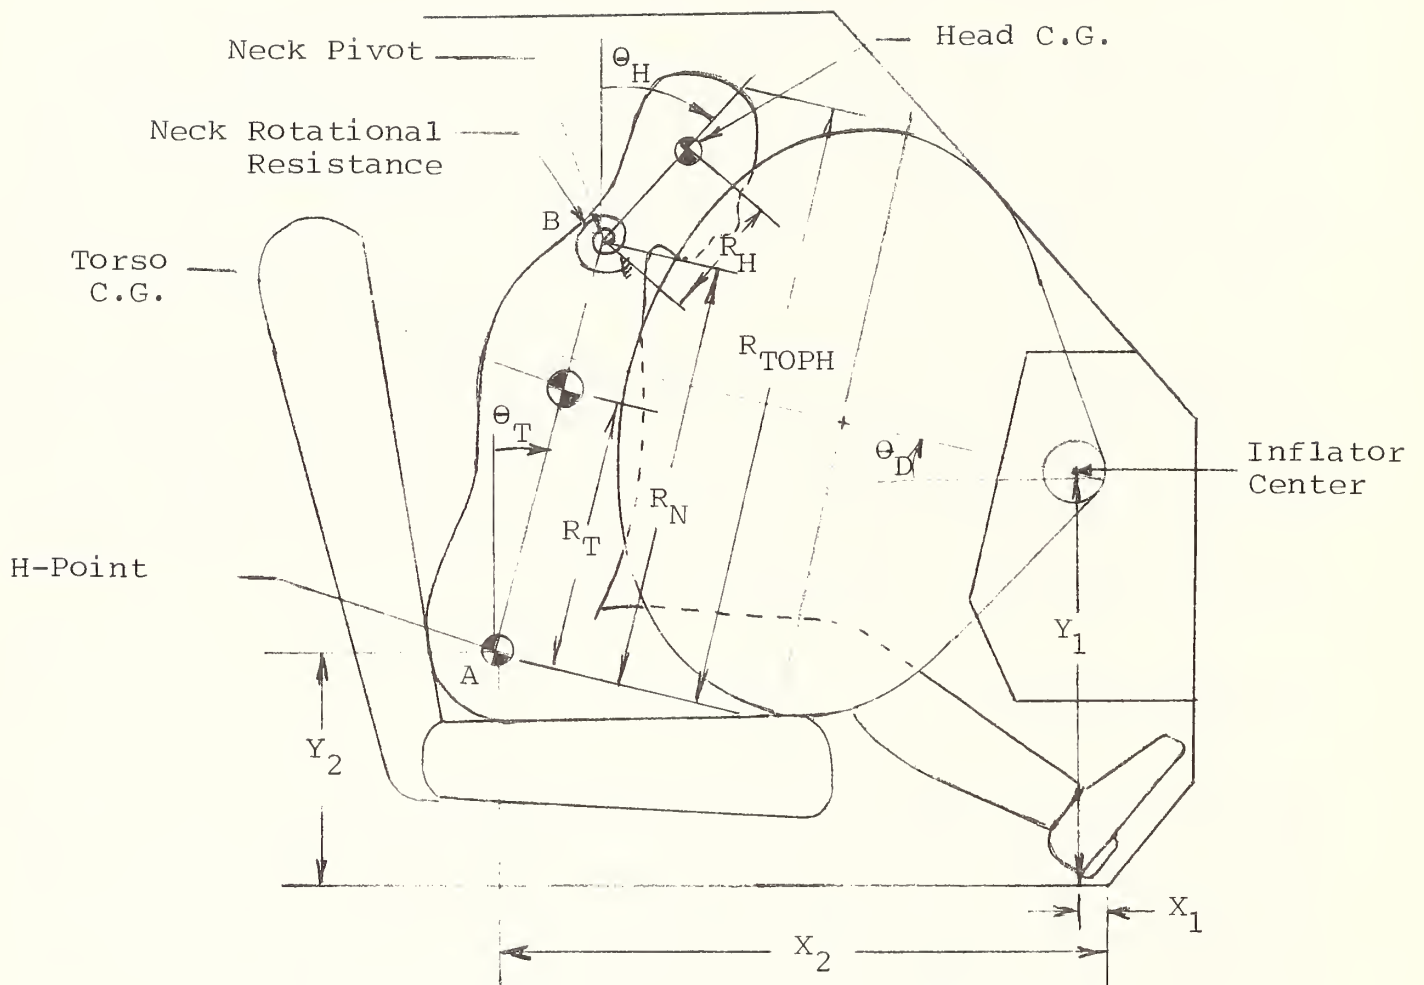 Neck Pivot
Θ_H
Head C.G.
Neck Rotational
Resistance
B
R_H
Torso
C.G.
R_TOPH
Θ_T
Θ_D
Inflator
Center
R_N
R_T
H-Point
Y_1
A
Y_2
X_1
X_2